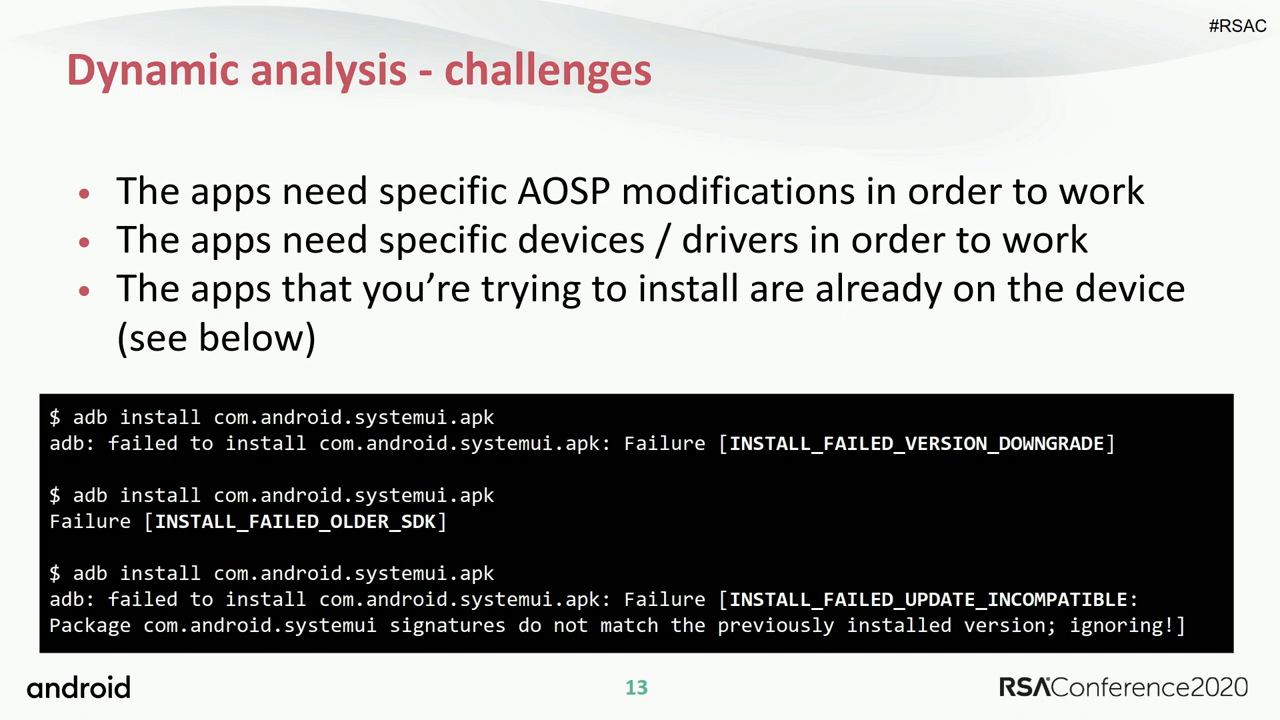 #RSAC
Dynamic analysis - challenges
• The apps need specific AOSP modifications in order to work
• The apps need specific devices / drivers in order to work
• The apps that you’re trying to install are already on the device
(see below)
$ adb install com.android.systemui.apk
adb: failed to install com.android.systemui.apk: Failure [INSTALL_FAILED_VERSION_DOWNGRADE]
$ adb install com.android.systemui.apk
Failure [INSTALL_FAILED_OLDER_SDK]
$ adb install com.android.systemui.apk
adb: failed to install com.android.systemui.apk: Failure [INSTALL_FAILED_UPDATE_INCOMPATIBLE:
Package com.android.systemui signatures do not match the previously installed version; ignoring!]
android
13
RSAConference2020